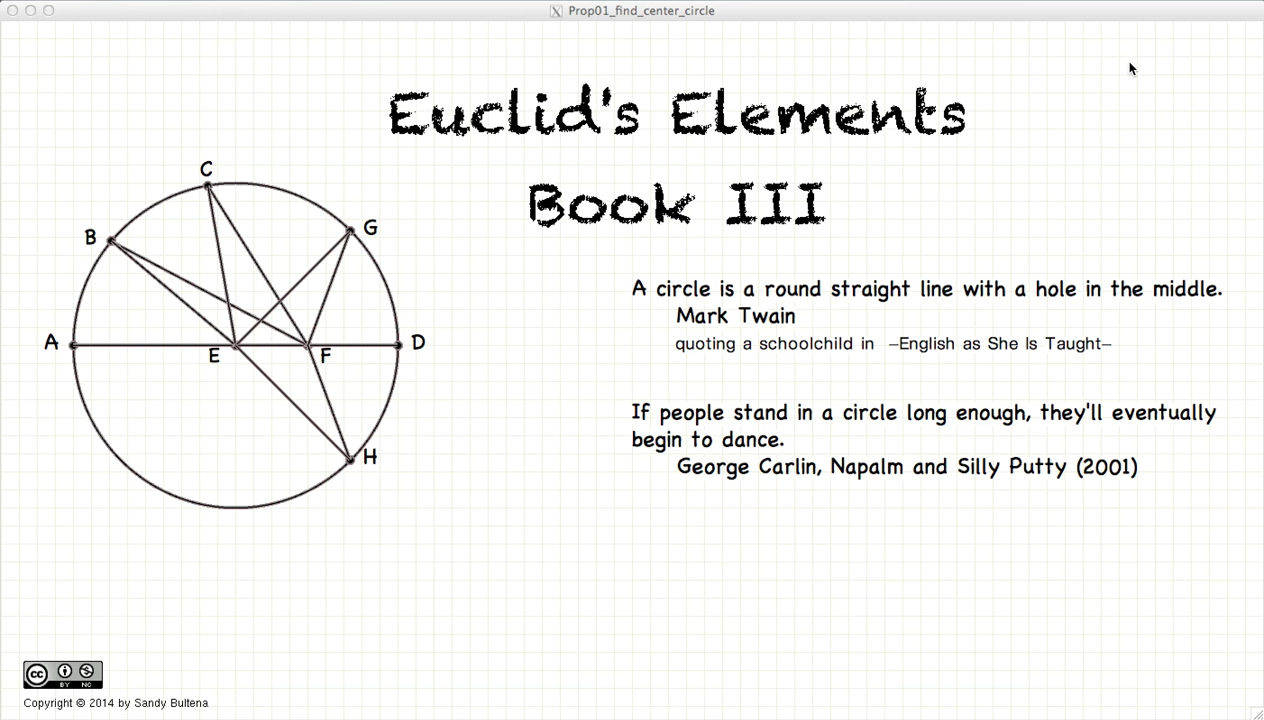 Prop01_find_center_circle
Euclid's Elements
Book III
C
G
B
A
D
E
F
H
A circle is a round straight line with a hole in the middle.
Mark Twain
quoting a schoolchild in –English as She Is Taught–
If people stand in a circle long enough, they'll eventually
begin to dance.
George Carlin, Napalm and Silly Putty (2001)
cc
BY NC
Copyright © 2014 by Sandy Bultena